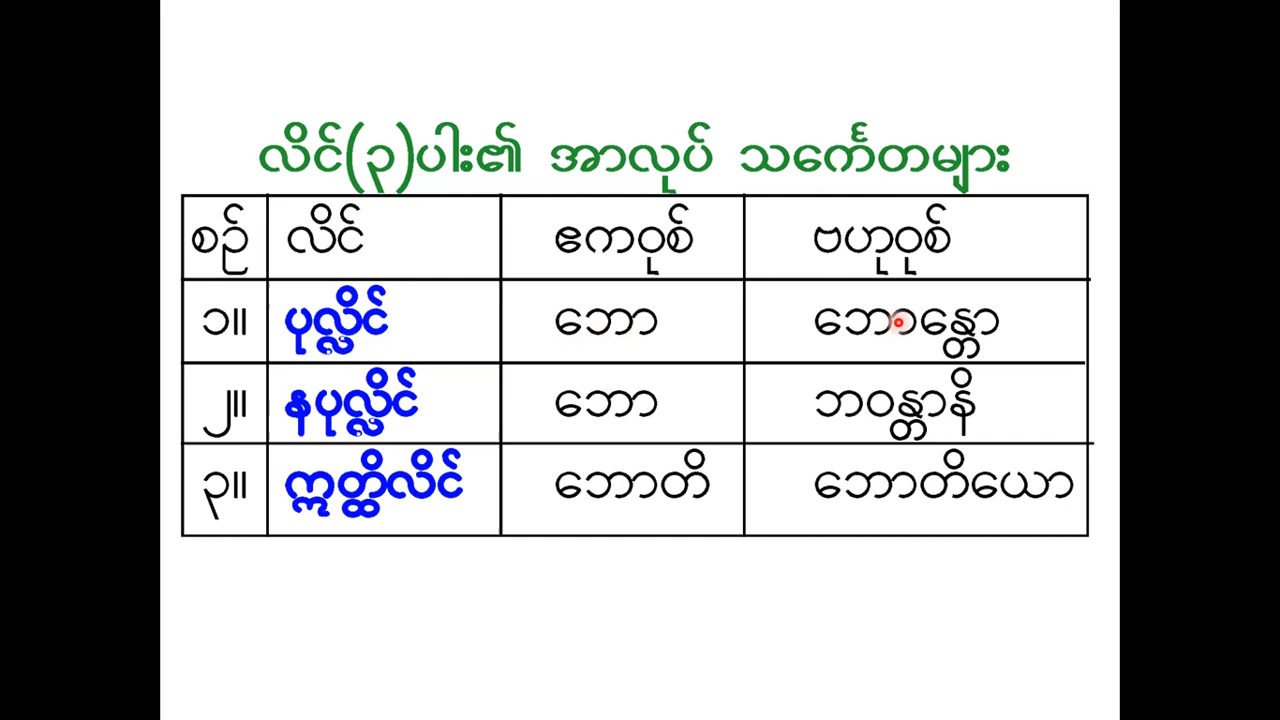 လိင်(၃)ပါး၏ အာလုပ် သင်္ကေတများ
စဉ် လိင် ဧကဝုစ် ဗဟုဝုစ်
၁။ ပုလ္လိင် ဘော ဘောန္တော
၂။ နပုလ္လိင် ဘော ဘဝန္တာနိ
၃။ ဣတ္ထိလိင် ဘောတိ ဘောတိယော